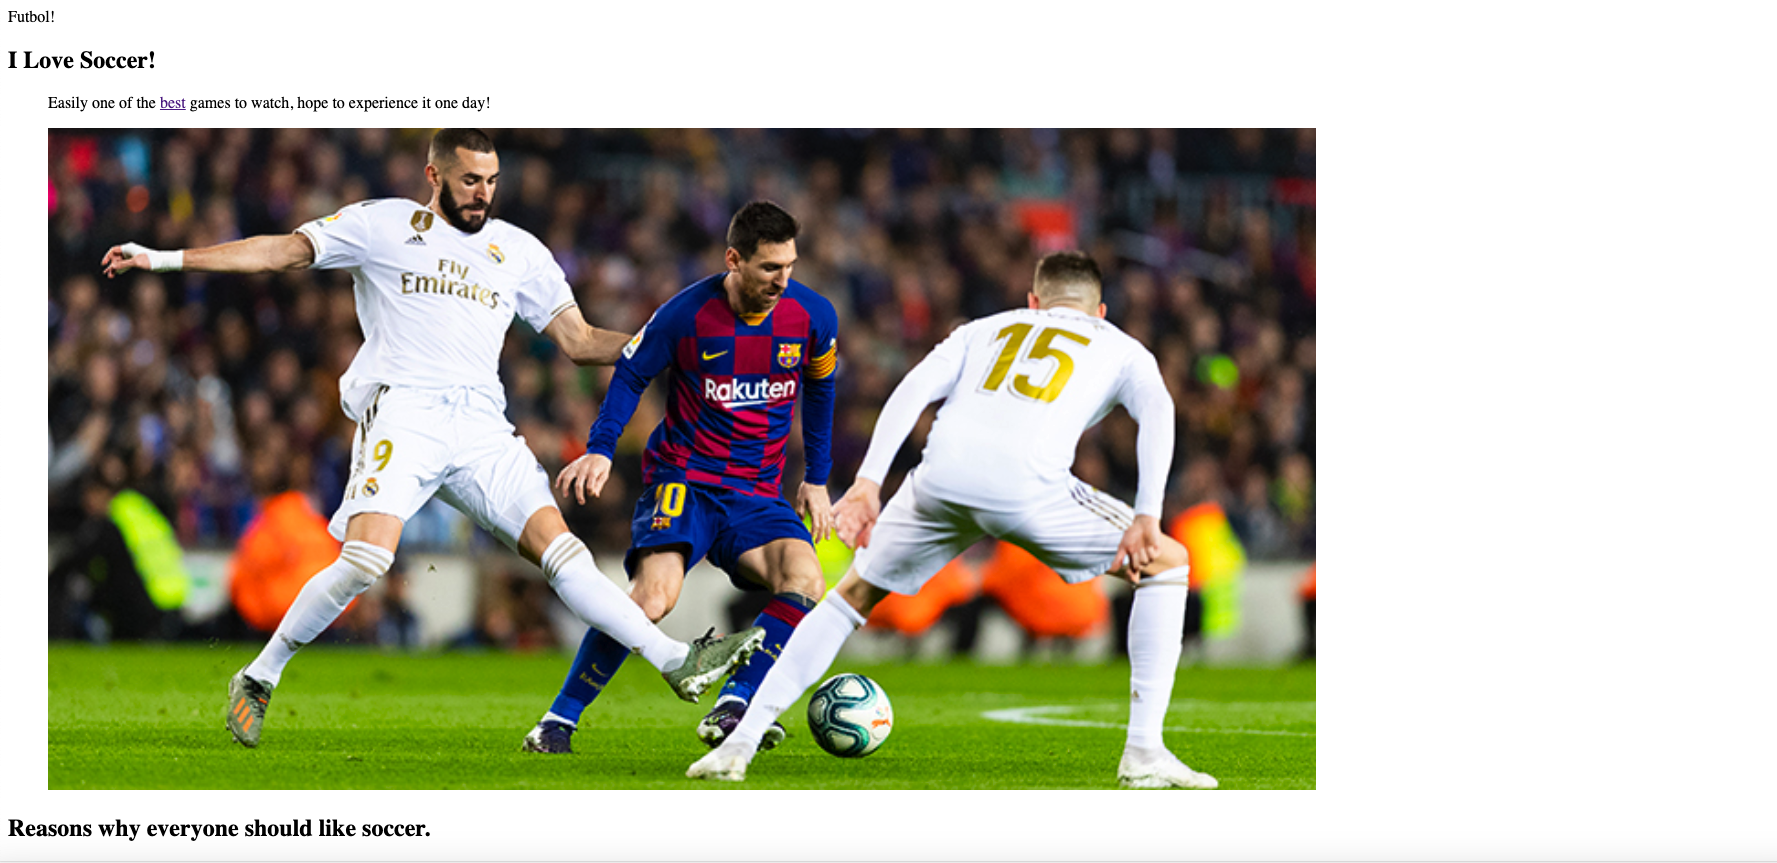 Futbol!
I Love Soccer!
Easily one of the best games to watch, hope to experience it one day!
Fly
Emirates
9
Rakuten
10
15
Reasons why everyone should like soccer.